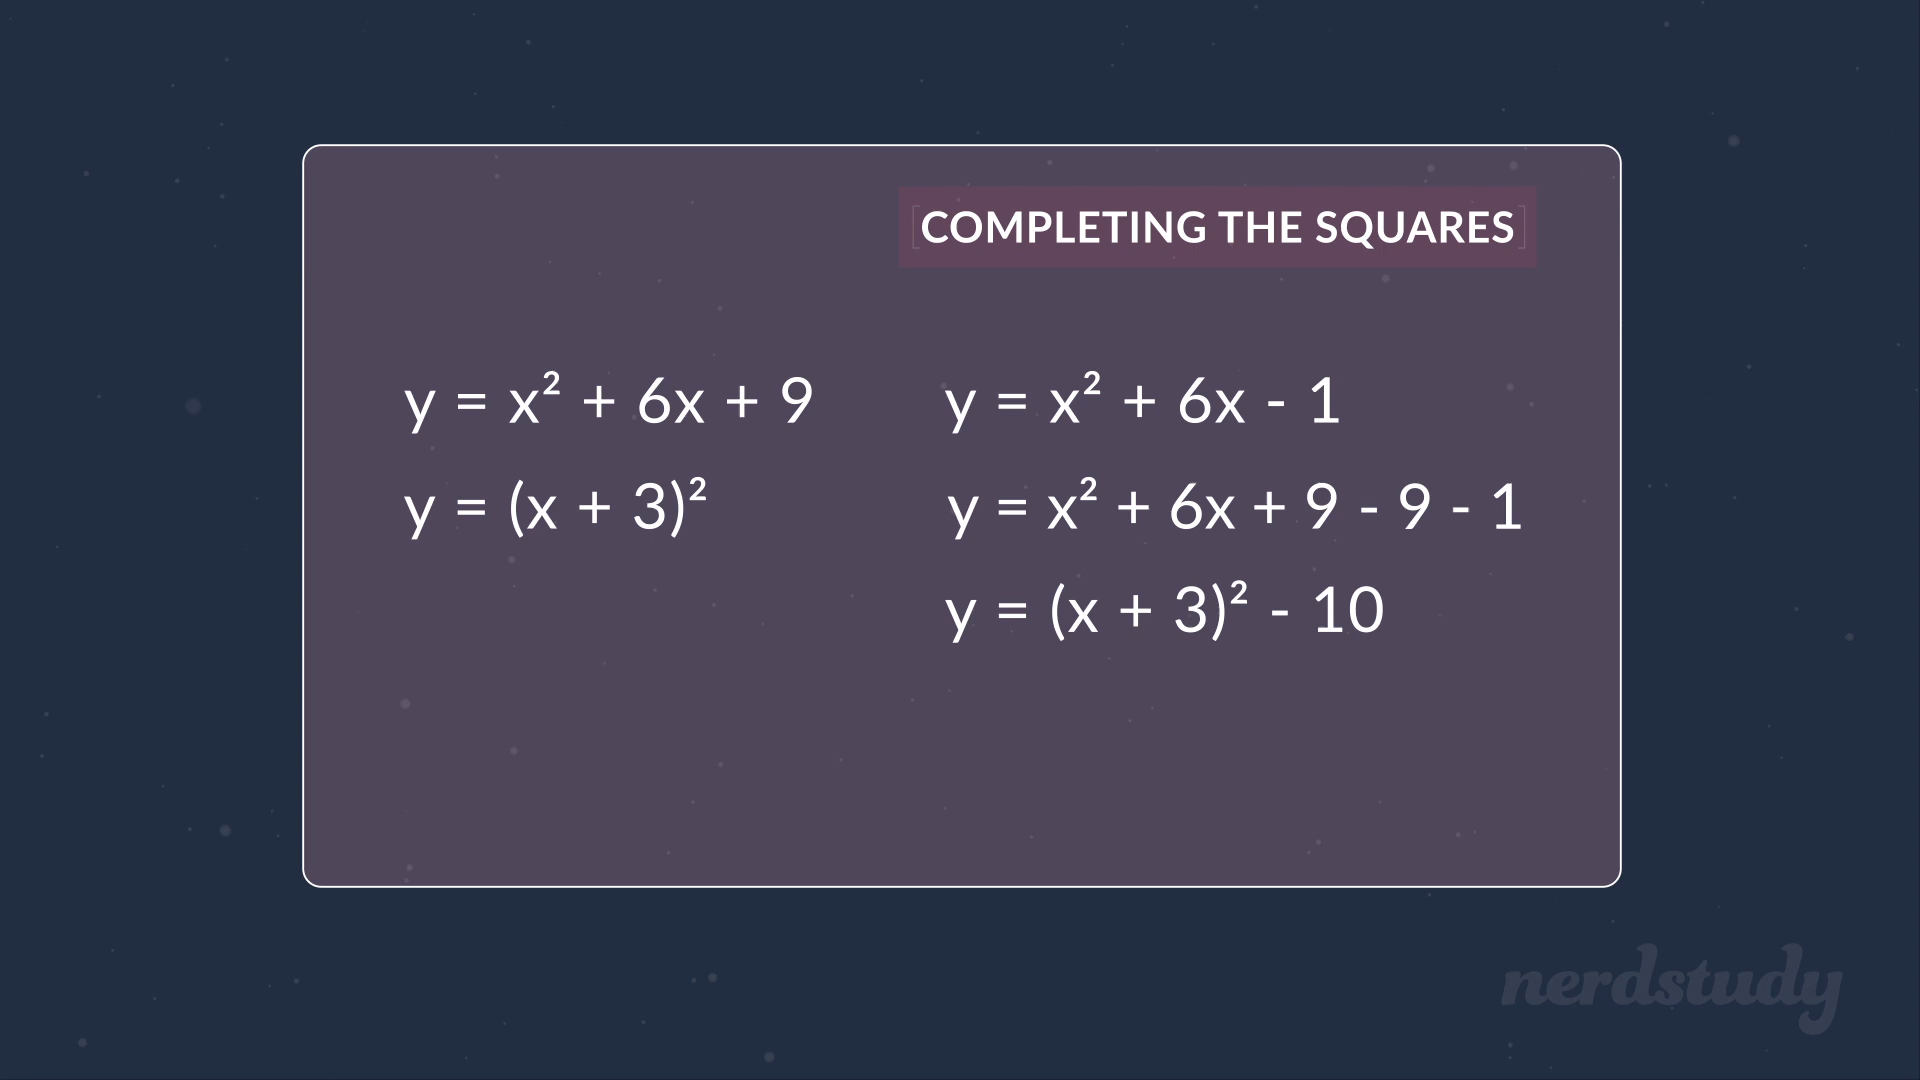 COMPLETING THE SQUARES
y = x² + 6x + 9
y = (x + 3)²
y = x² + 6x - 1
y = x² + 6x + 9 - 9 - 1
y = (x + 3)² - 10
nerdstudy